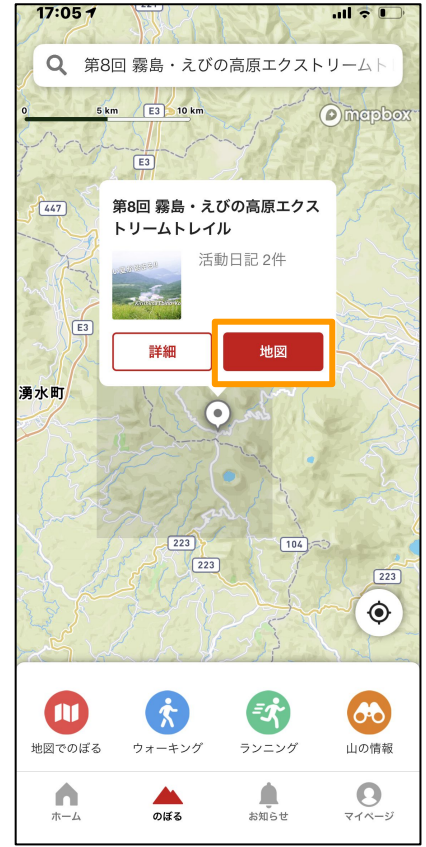 17:05
第8回 霧島・えびの高原エクストリームト
0 5 km 10 km
E3
mapbox
E3
447
第8回 霧島・えびの高原エクス
トリームトレイル
活動日記 2件
詳細
地図
E3
湧水町
223
104
223
223
地図でのぼる
ウォーキング
ランニング
山の情報
ホーム
のぼる
お知らせ
マイページ